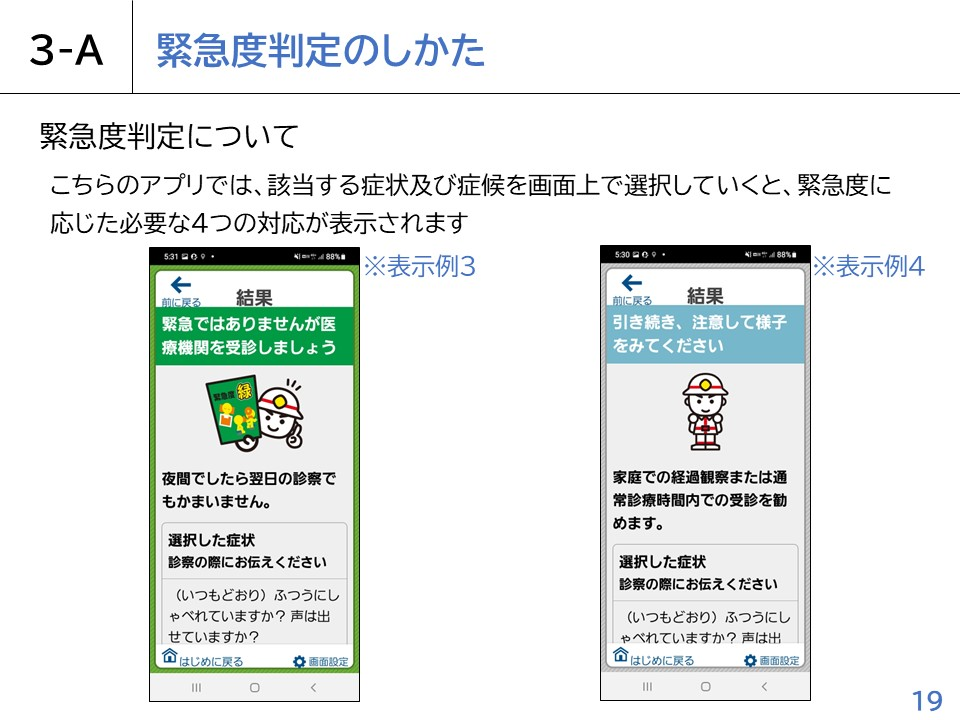 3-A
緊急度判定のしかた
緊急度判定について
こちらのアプリでは、該当する症状及び症候を画面上で選択していくと、緊急度に
応じた必要な4つの対応が表示されます
※表示例3
5:31
88%
前に戻る
結果
緊急ではありませんが医
療機関を受診しましょう
緊急度 緑
夜間でしたら翌日の診察で
もかまいません。
選択した症状
診察の際にお伝えください
（いつもどおり）ふつうにし
ゃべれていますか？ 声は出
せていますか？
はじめに戻る
画面設定
※表示例4
5:30
88%
前に戻る
結果
引き続き、注意して様子
をみてください
家庭での経過観察または通
常診療時間内での受診を勧
めます。
選択した症状
診察の際にお伝えください
（いつもどおり）ふつうにし
ゃべれていますか？ 声は出
はじめに戻る
画面設定
19